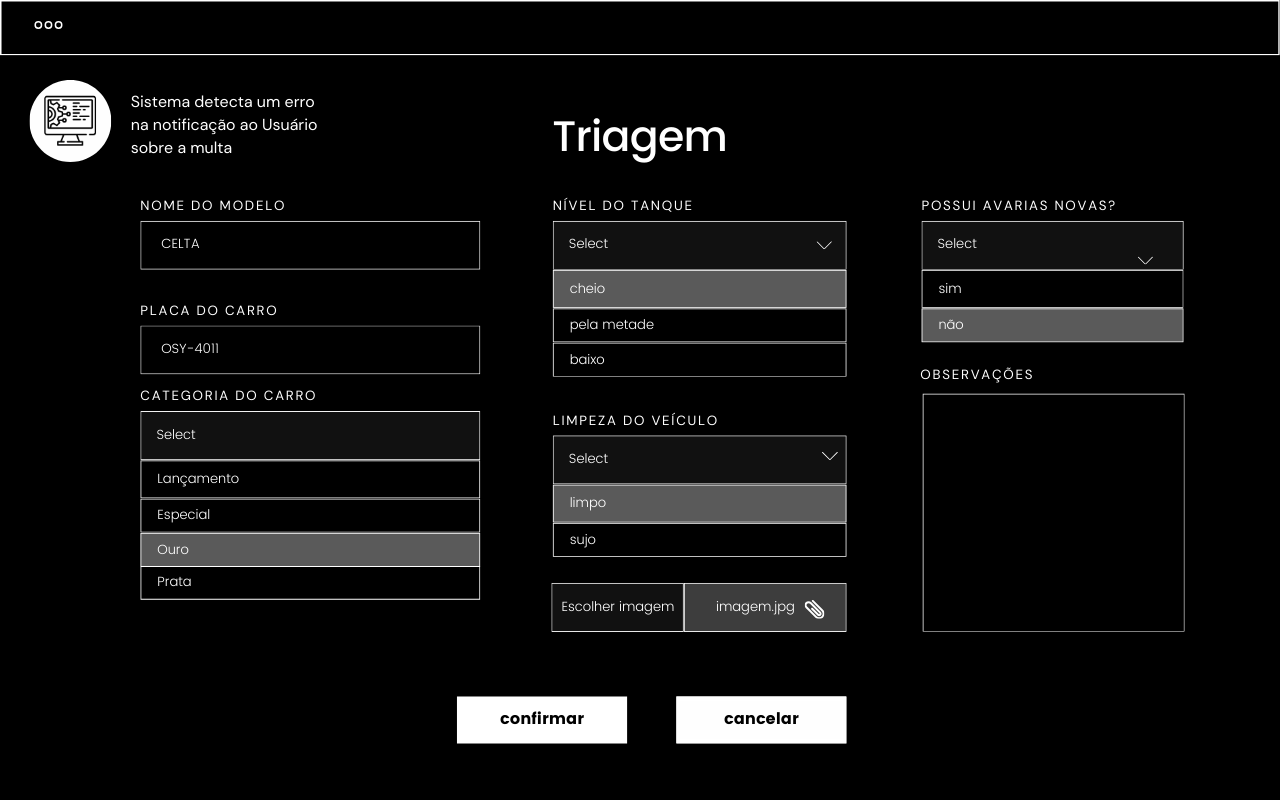 Sistema detecta um erro
na notificação ao Usuário
sobre a multa
Triagem
NOME DO MODELO
CELTA
PLACA DO CARRO
OSY-4011
CATEGORIA DO CARRO
Select
Lançamento
Especial
Ouro
Prata
NÍVEL DO TANQUE
Select
cheio
pela metade
baixo
LIMPEZA DO VEÍCULO
Select
limpo
sujo
Escolher imagem
imagem.jpg
POSSUI AVARIAS NOVAS?
Select
sim
não
OBSERVAÇÕES
confirmar
cancelar